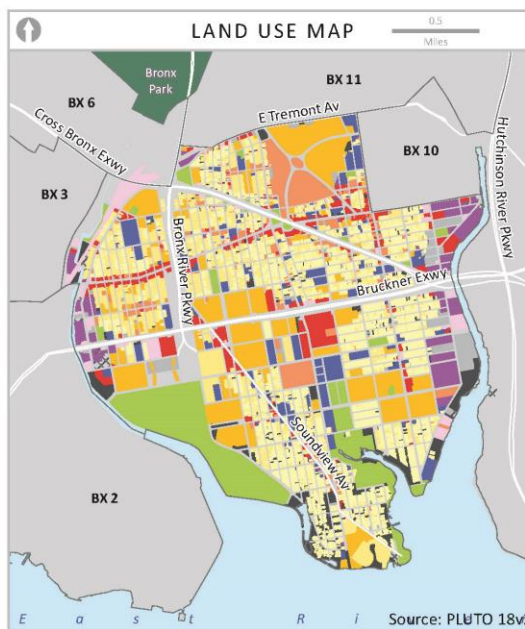 LAND USE MAP
0.5
Miles
Bronx
Park
BX 6
BX 11
E Tremont Av
Cross Bronx Exwy
BX 10
Hutchinson River Pkwy
BX 3
Bronx River Pkwy
Bruckner Exwy
Soundview Av
BX 2
E a s t R i
Source: PLUTO 18v